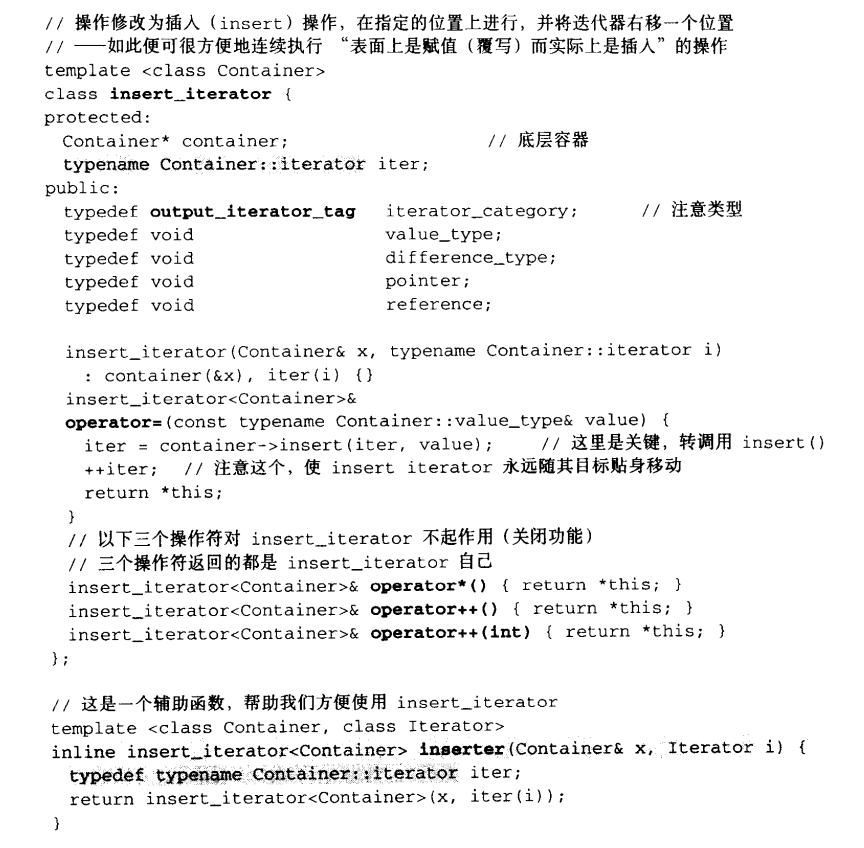 // 操作修改为插入（insert）操作，在指定的位置上进行，并将迭代器右移一个位置
// ——如此便可很方便地连续执行 “表面上是赋值（覆写）而实际上是插入”的操作
template <class Container>
class insert_iterator {
protected:
  Container* container;                     // 底层容器
  typename Container::iterator iter;
public:
  typedef output_iterator_tag   iterator_category;      // 注意类型
  typedef void                  value_type;
  typedef void                  difference_type;
  typedef void                  pointer;
  typedef void                  reference;

  insert_iterator(Container& x, typename Container::iterator i)
    : container(&x), iter(i) {}
  insert_iterator<Container>&
  operator=(const typename Container::value_type& value) {
    iter = container->insert(iter, value);     // 这里是关键，转调用 insert()
    ++iter;   // 注意这个，使 insert iterator 永远随其目标贴身移动
    return *this;
  }
  // 以下三个操作符对 insert_iterator 不起作用（关闭功能）
  // 三个操作符返回的都是 insert_iterator 自己
  insert_iterator<Container>& operator*() { return *this; }
  insert_iterator<Container>& operator++() { return *this; }
  insert_iterator<Container>& operator++(int) { return *this; }
};

// 这是一个辅助函数，帮助我们方便使用 insert_iterator
template <class Container, class Iterator>
inline insert_iterator<Container> inserter(Container& x, Iterator i) {
  typedef typename Container::iterator iter;
  return insert_iterator<Container>(x, iter(i));
}